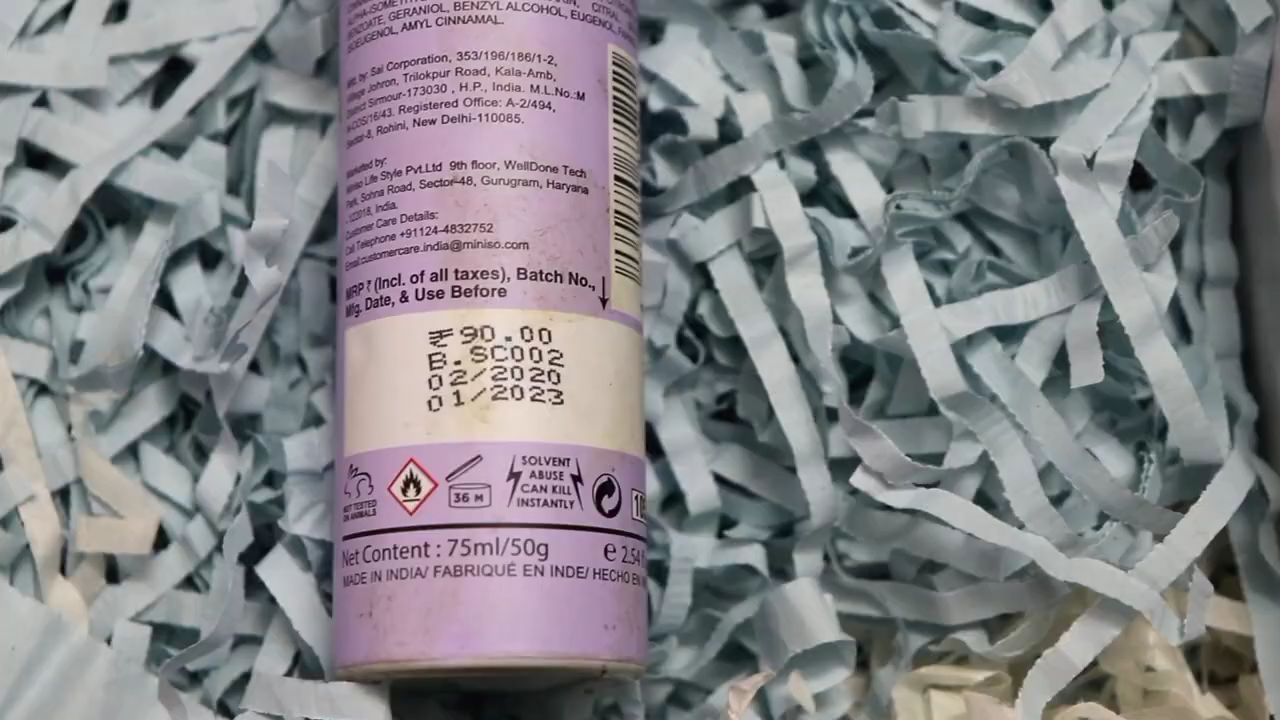 BENZOATE, GERANIOL, BENZYL ALCOHOL, EUGENOL,
ISOEUGENOL, AMYL CINNAMAL.
Mfg. by: Sai Corporation, 353/196/186/1-2,
Village Johron, Trilokpur Road, Kala-Amb,
District Sirmour-173030 , H.P., India. M.L.No.:M
Registered Office: A-2/494,
Sector-8, Rohini, New Delhi-110085.
Marketed by:
Miniso Life Style Pvt.Ltd 9th floor, WellDone Tech
Park, Sohna Road, Sector-48, Gurugram, Haryana
- 122018, India.
Customer Care Details:
Call Telephone +91124-4832752
Email:customercare.india@miniso.com
MRP ₹ (Incl. of all taxes), Batch No.,
Mfg. Date, & Use Before
₹90.00
B.SC002
02/2020
01/2023
NOT TESTED
ON ANIMALS
36 M
SOLVENT
ABUSE
CAN KILL
INSTANTLY
Net Content : 75ml/50g e 2.54
MADE IN INDIA/ FABRIQUÉ EN INDE/ HECHO EN